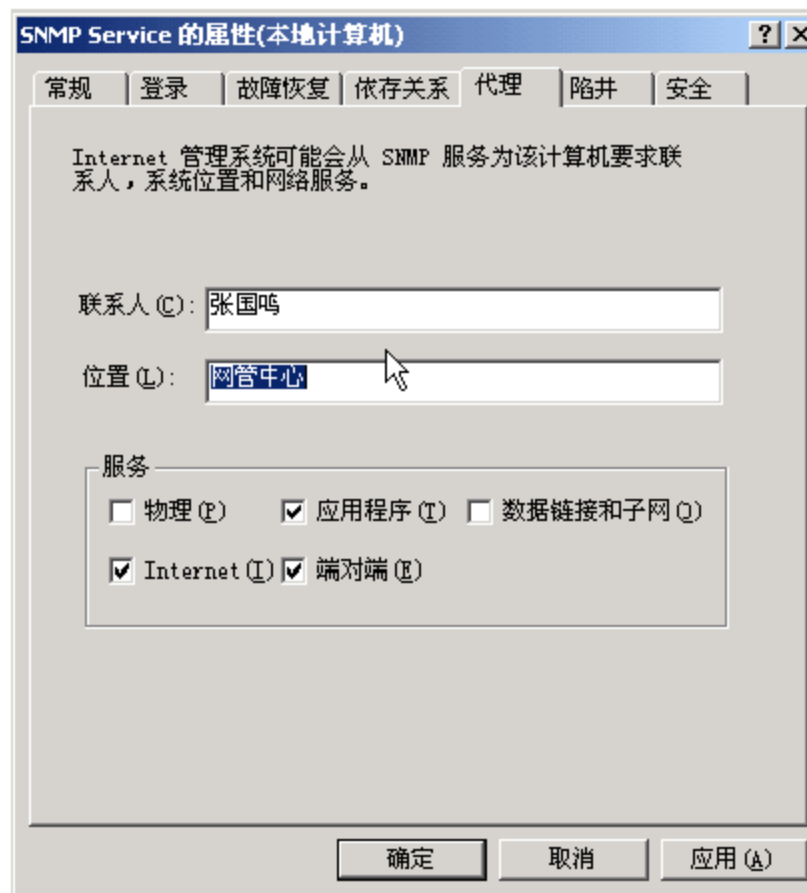 SNMP Service 的属性(本地计算机)
常规 登录 故障恢复 依存关系 代理 陷井 安全
Internet 管理系统可能会从 SNMP 服务为该计算机要求联
系人，系统位置和网络服务。
联系人(C): 张国鸣
位置(L): 网管中心
服务
物理(P) 应用程序(T) 数据链接和子网(Q)
Internet(I) 端对端(E)
确定 取消 应用(A)